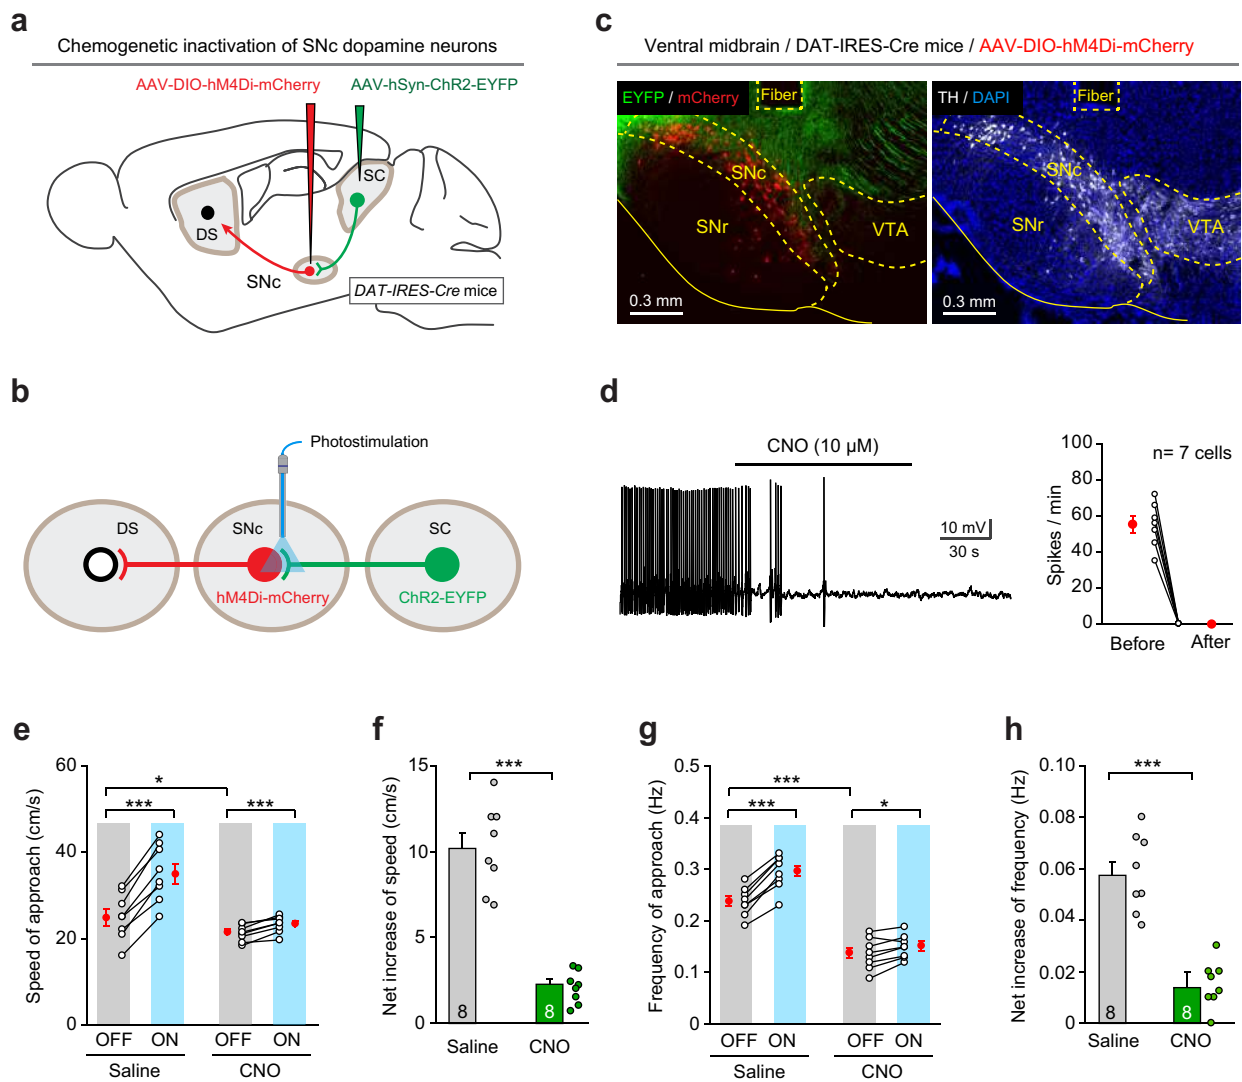 a
Chemogenetic inactivation of SNc dopamine neurons
AAV-DIO-hM4Di-mCherry
AAV-hSyn-ChR2-EYFP
SC
DS
SNc
DAT-IRES-Cre mice
c
Ventral midbrain / DAT-IRES-Cre mice / AAV-DIO-hM4Di-mCherry
EYFP / mCherry
Fiber
SNc
SNr
VTA
0.3 mm
TH / DAPI
Fiber
SNc
SNr
VTA
0.3 mm
b
Photostimulation
DS
SNc
SC
hM4Di-mCherry
ChR2-EYFP
d
CNO (10 µM)
10 mV
30 s
Spikes / min
100
80
60
40
20
0
n= 7 cells
Before
After
e
Speed of approach (cm/s)
60
40
20
0
*
***
***
OFF
ON
OFF
ON
Saline
CNO
f
Net increase of speed (cm/s)
15
10
5
0
***
8
8
Saline
CNO
g
Frequency of approach (Hz)
0.5
0.4
0.3
0.2
0.1
0
***
***
*
OFF
ON
OFF
ON
Saline
CNO
h
Net increase of frequency (Hz)
0.10
0.08
0.06
0.04
0.02
0
***
8
8
Saline
CNO